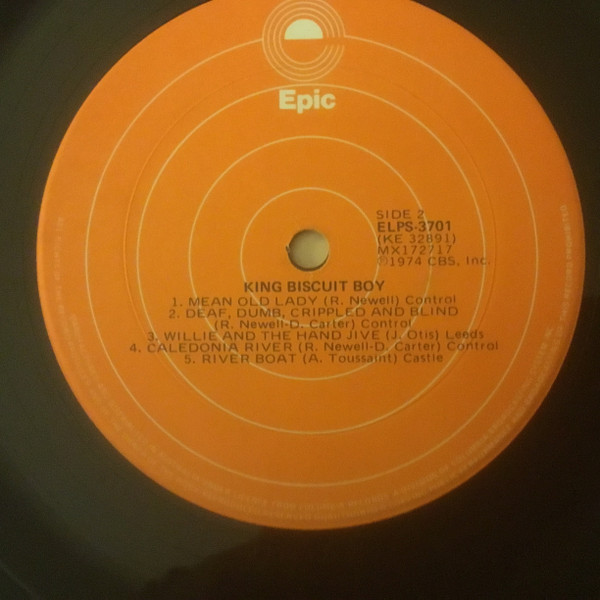 Epic
SIDE 2
ELPS-3701
(KE 32891)
MX172717
℗1974 CBS, Inc.
KING BISCUIT BOY
1. MEAN OLD LADY (R. Newell) Control
2. DEAF, DUMB, CRIPPLED AND BLIND
(R. Newell-D. Carter) Control
3. WILLIE AND THE HAND JIVE (J. Otis) Leeds
4. CALEDONIA RIVER (R. Newell-D. Carter) Control
5. RIVER BOAT (A. Toussaint) Castle